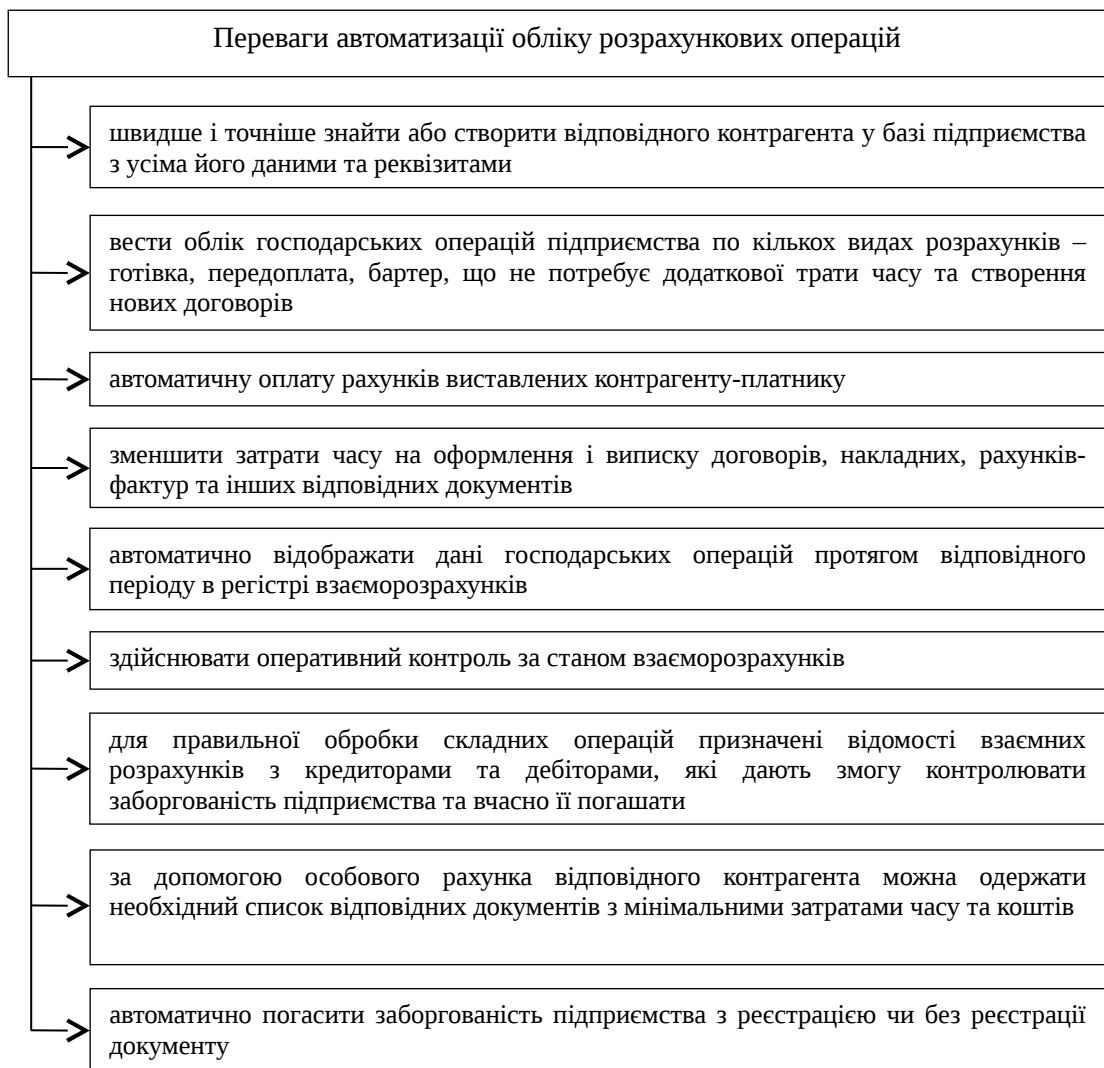 Переваги автоматизації обліку розрахункових операцій
швидше і точніше знайти або створити відповідного контрагента у базі підприємства
з усіма його даними та реквізитами
вести облік господарських операцій підприємства по кількох видах розрахунків –
готівка, передоплата, бартер, що не потребує додаткової трати часу та створення
нових договорів
автоматичну оплату рахунків виставлених контрагенту-платнику
зменшити затрати часу на оформлення і виписку договорів, накладних, рахунків-
фактур та інших відповідних документів
автоматично відображати дані господарських операцій протягом відповідного
періоду в регістрі взаєморозрахунків
здійснювати оперативний контроль за станом взаєморозрахунків
для правильної обробки складних операцій призначені відомості взаємних
розрахунків з кредиторами та дебіторами, які дають змогу контролювати
заборгованість підприємства та вчасно її погашати
за допомогою особового рахунка відповідного контрагента можна одержати
необхідний список відповідних документів з мінімальними затратами часу та коштів
автоматично погасити заборгованість підприємства з реєстрацією чи без реєстрації
документу